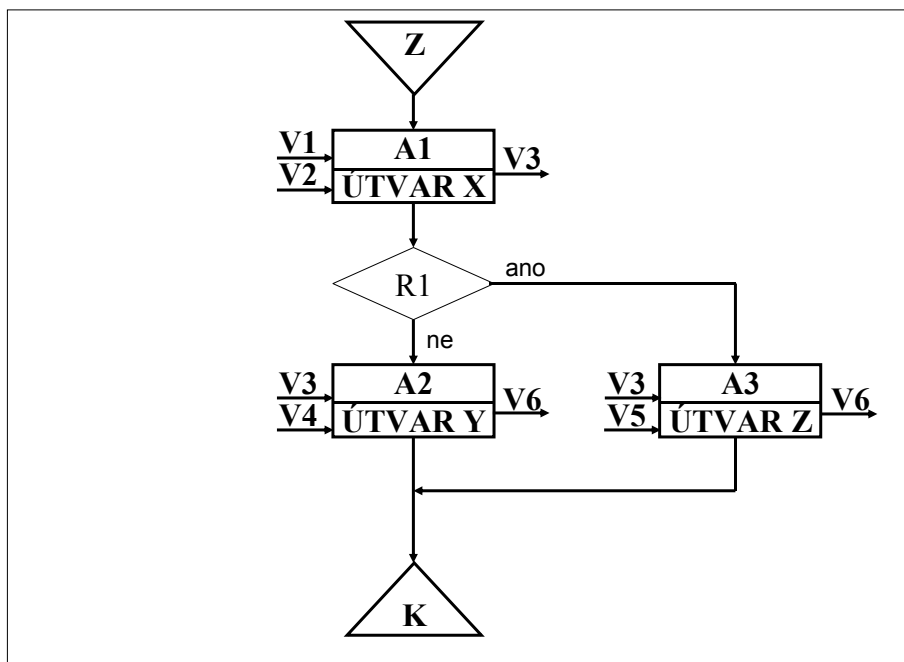 Z
V1
A1
V3
V2
ÚTVAR X
R1
ano
ne
V3
A2
V6
V4
ÚTVAR Y
V3
A3
V6
V5
ÚTVAR Z
K